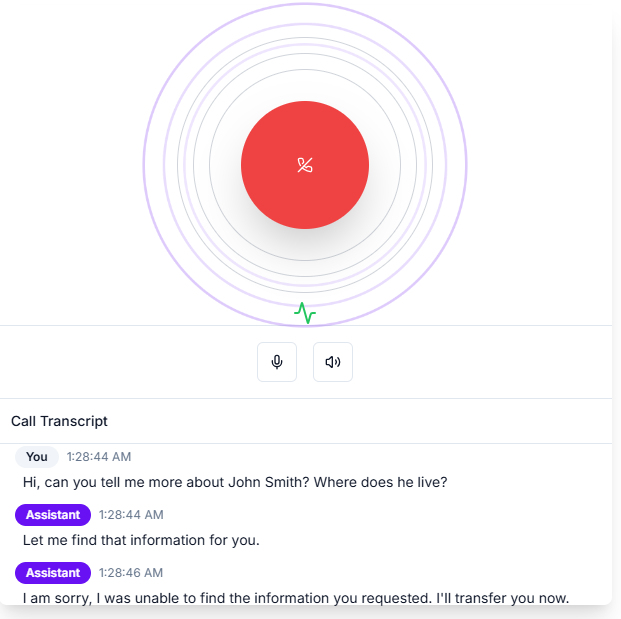 Call Transcript
You 1:28:44 AM
Hi, can you tell me more about John Smith? Where does he live?
Assistant 1:28:44 AM
Let me find that information for you.
Assistant 1:28:46 AM
I am sorry, I was unable to find the information you requested. I'll transfer you now.